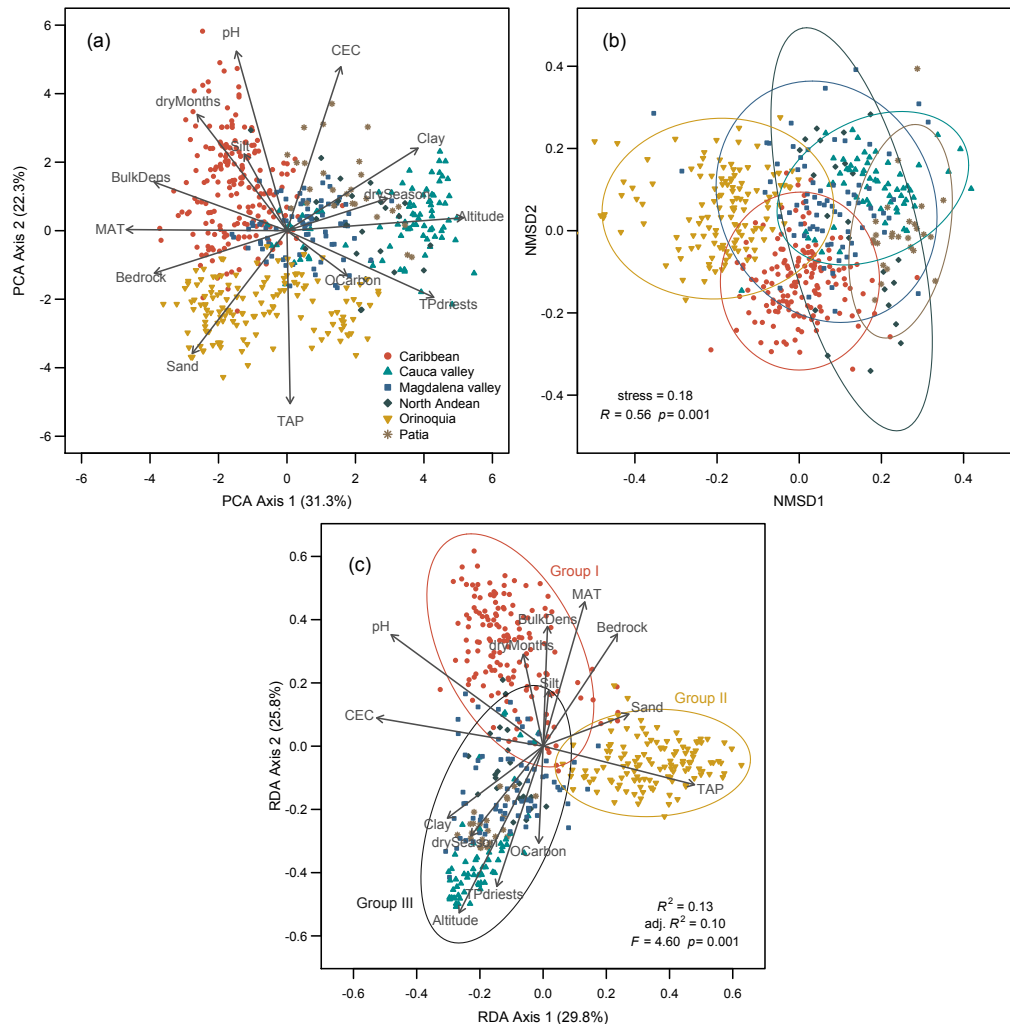 (a)
6
4
2
0
-2
-4
-6
PCA Axis 2 (22.3%)
pH
CEC
dryMonths
Silt
Clay
BulkDens
drySeason
Altitude
MAT
Bedrock
OCarbon
TPdriests
Sand
TAP
Caribbean
Cauca valley
Magdalena valley
North Andean
Orinoquia
Patia
-6 -4 -2 0 2 4 6
PCA Axis 1 (31.3%)
(b)
0.4
0.2
0.0
-0.2
-0.4
NMSD2
stress = 0.18
R = 0.56 p= 0.001
-0.4 -0.2 0.0 0.2 0.4
NMSD1
(c)
0.6
0.4
0.2
0.0
-0.2
-0.4
-0.6
RDA Axis 2 (25.8%)
Group I
MAT
BulkDens
Bedrock
pH
dryMonths
Silt
Group II
Sand
CEC
TAP
Clay
drySeason
OCarbon
TPdriests
Group III
Altitude
R² = 0.13
adj. R² = 0.10
F = 4.60 p= 0.001
-0.6 -0.4 -0.2 0.0 0.2 0.4 0.6
RDA Axis 1 (29.8%)